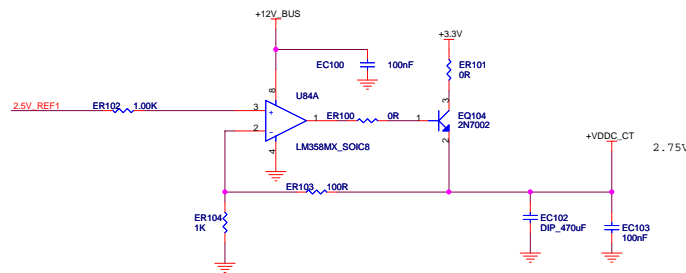 +12V_BUS
+3.3V
EC100 100nF
ER101
0R
8
U84A
3
EQ104
2N7002
2.5V_REF1
ER102 1.00K
3
+
1
ER100 0R
1
2
-
LM358MX_SOIC8
2
4
+VDDC_CT
2.75V
ER103 100R
ER104
1K
EC102
DIP_470uF
EC103
100nF